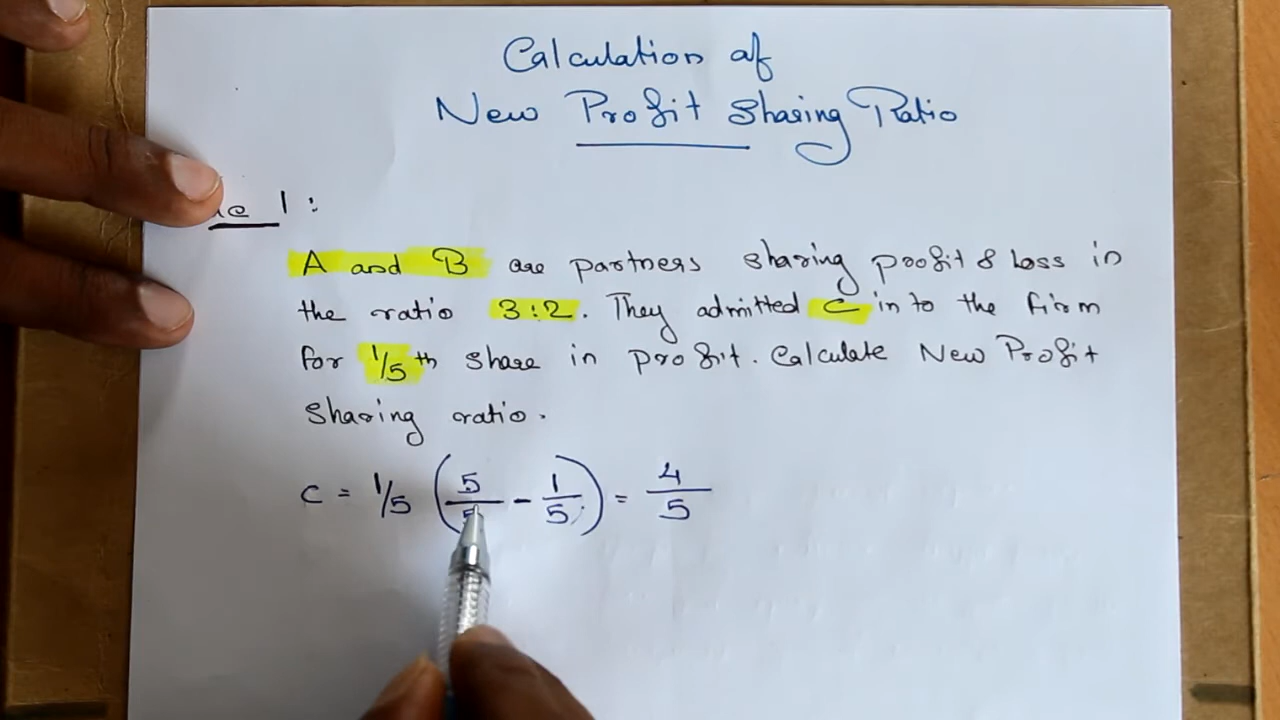 Calculation of
New Profit Sharing Ratio
1:
A and B are partners sharing profit & Loss in
the ratio 3:2. They admitted C in to the firm
for 1/5th share in profit. Calculate New Profit
Sharing ratio.
C = 1/5 (5/5 - 1/5) = 4/5